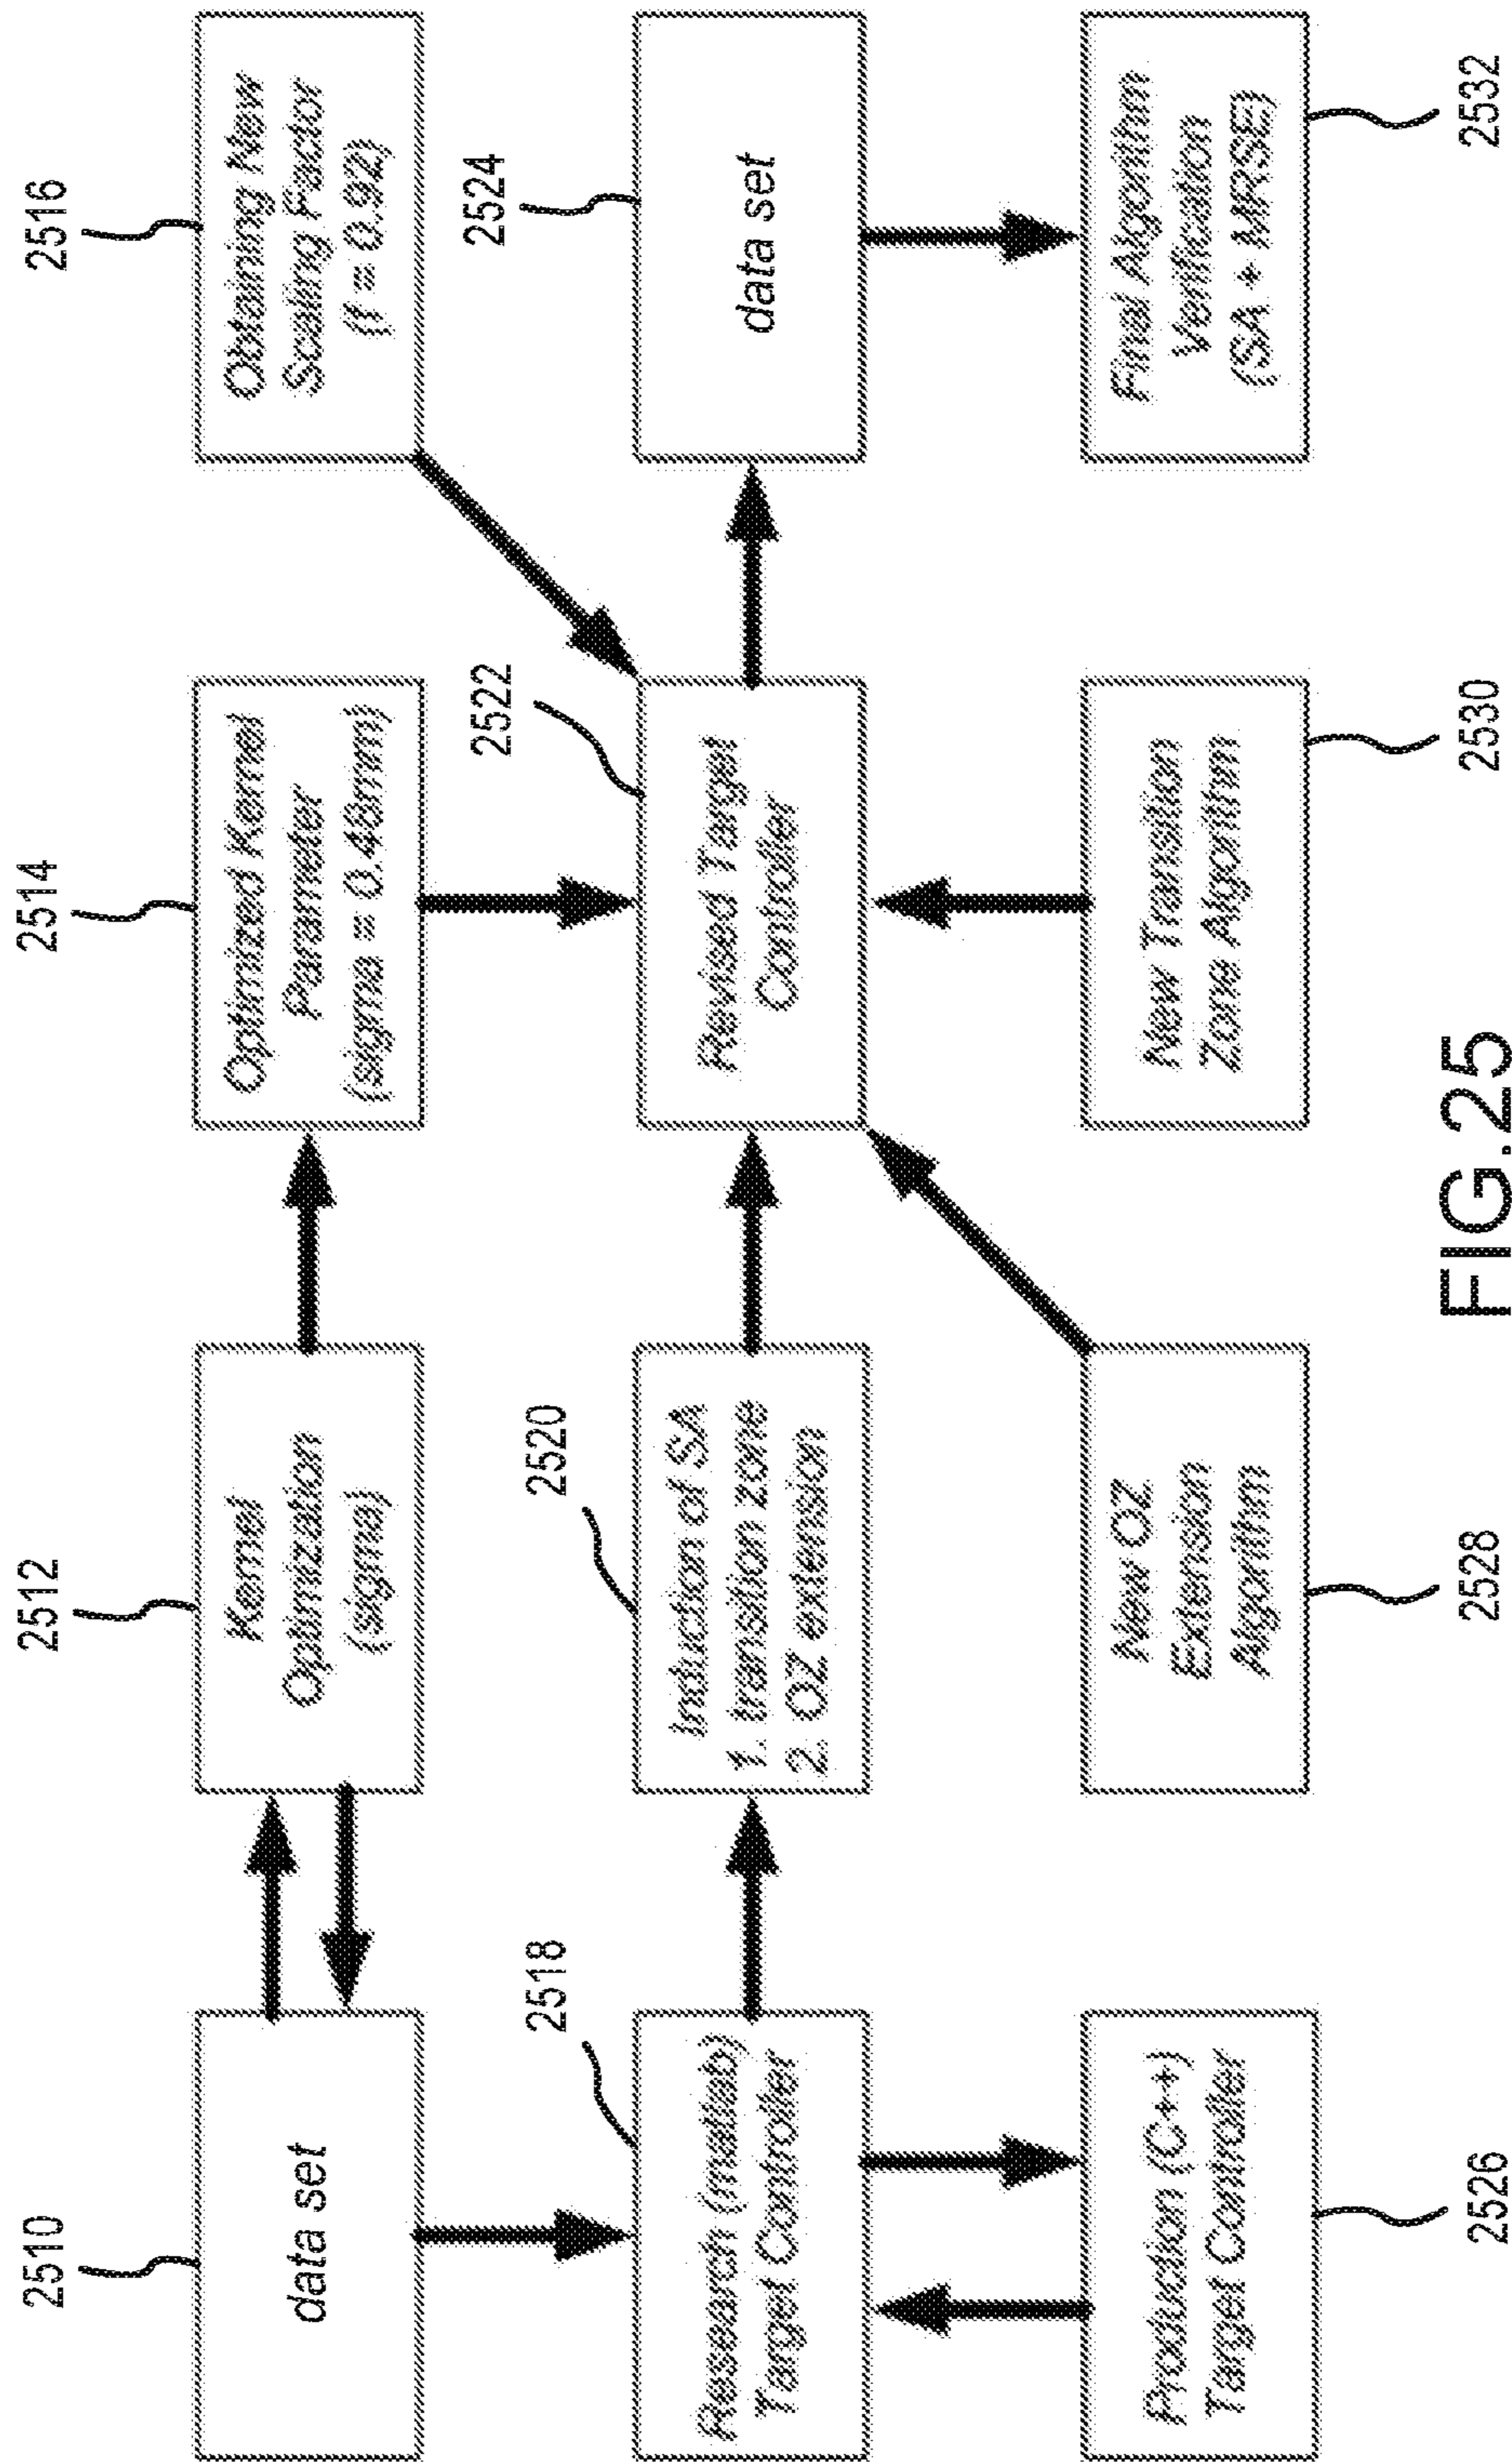 2510
data set
2512
Kernel
Optimization
(sigma)
2514
Optimized Kernel
Parameter
(sigma = 0.48mm)
2516
Obtaining New
Scaling Factor
(f = 0.92)
2518
Research (matlab)
Target Controller
2520
Induction of SA
1. transition zone
2. OZ extension
2522
Revised Target
Controller
2524
data set
Production (C++)
Target Controller
2526
New OZ
Extension
Algorithm
2528
New Transition
Zone Algorithm
2530
Final Algorithm
Verification
(SA + MRSE)
2532
FIG.25